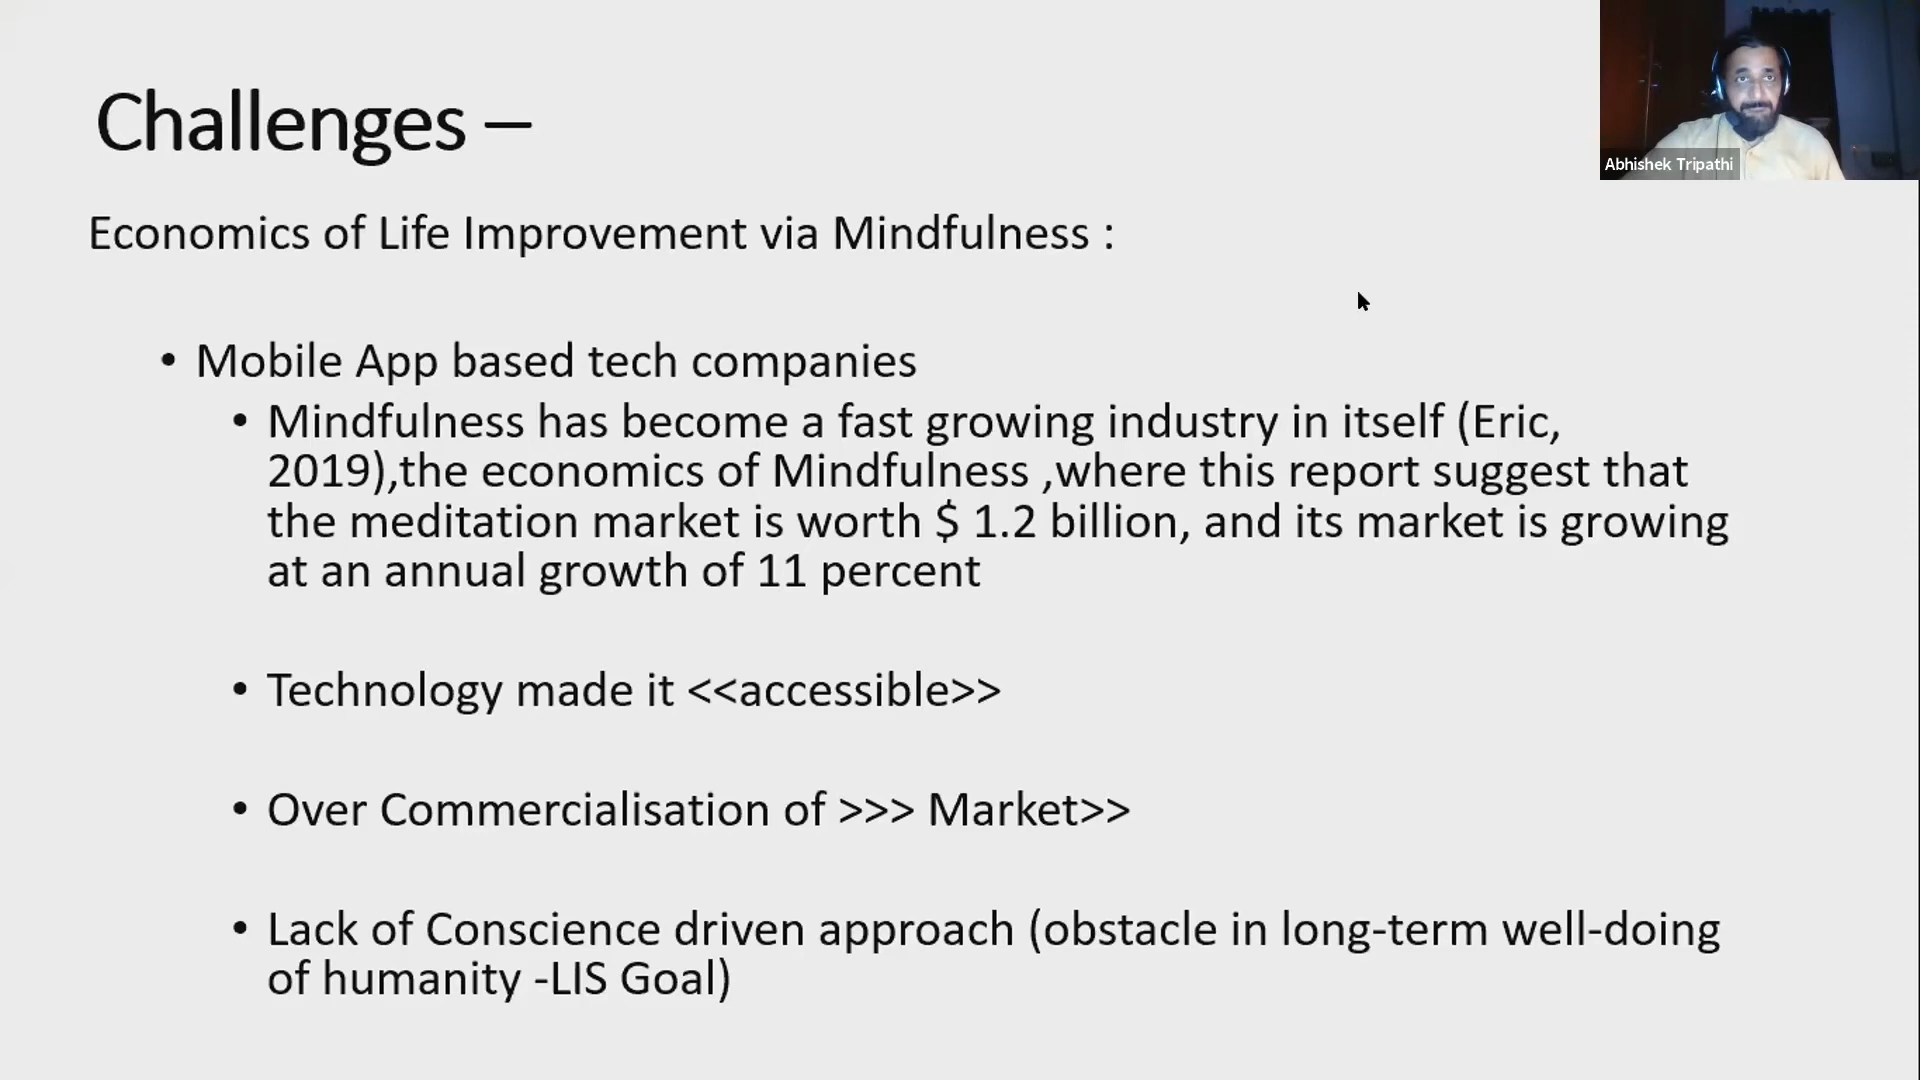 Challenges –
Abhishek Tripathi
Economics of Life Improvement via Mindfulness :
• Mobile App based tech companies
• Mindfulness has become a fast growing industry in itself (Eric,
2019),the economics of Mindfulness ,where this report suggest that
the meditation market is worth $ 1.2 billion, and its market is growing
at an annual growth of 11 percent
• Technology made it <<accessible>>
• Over Commercialisation of >>> Market>>
• Lack of Conscience driven approach (obstacle in long-term well-doing
of humanity -LIS Goal)